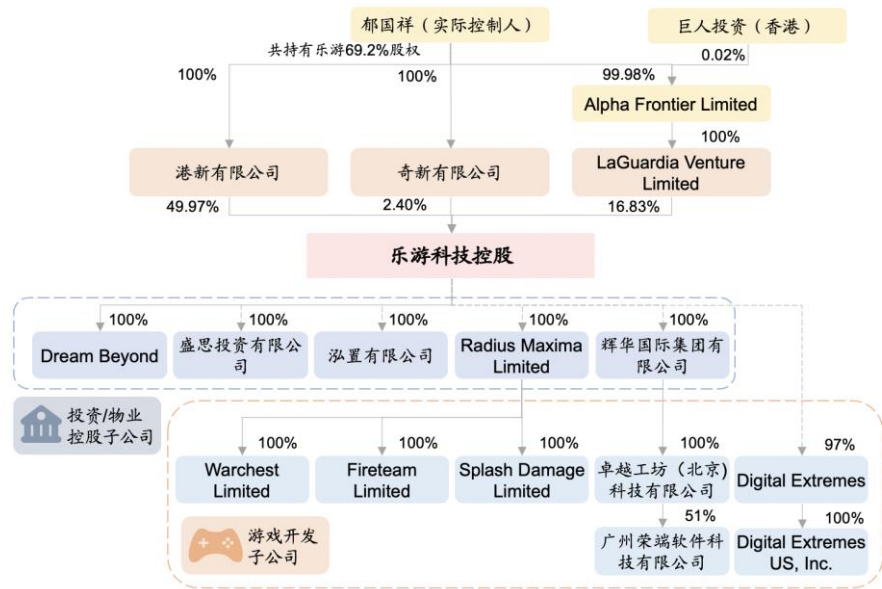 郁国祥（实际控制人）
巨人投资（香港）
共持有乐游69.2%股权
0.02%
100%
100%
99.98%
Alpha Frontier Limited
100%
港新有限公司
奇新有限公司
LaGuardia Venture
Limited
49.97%
2.40%
16.83%
乐游科技控股
100%
100%
100%
100%
100%
Dream Beyond
盛思投资有限公
司
泓置有限公司
Radius Maxima
Limited
辉华国际集团有
限公司
投资/物业
控股子公司
100%
100%
100%
100%
97%
Warchest
Limited
Fireteam
Limited
Splash Damage
Limited
卓越工坊（北京）
科技有限公司
Digital Extremes
51%
100%
游戏开发
子公司
广州荣端软件科
技有限公司
Digital Extremes
US, Inc.